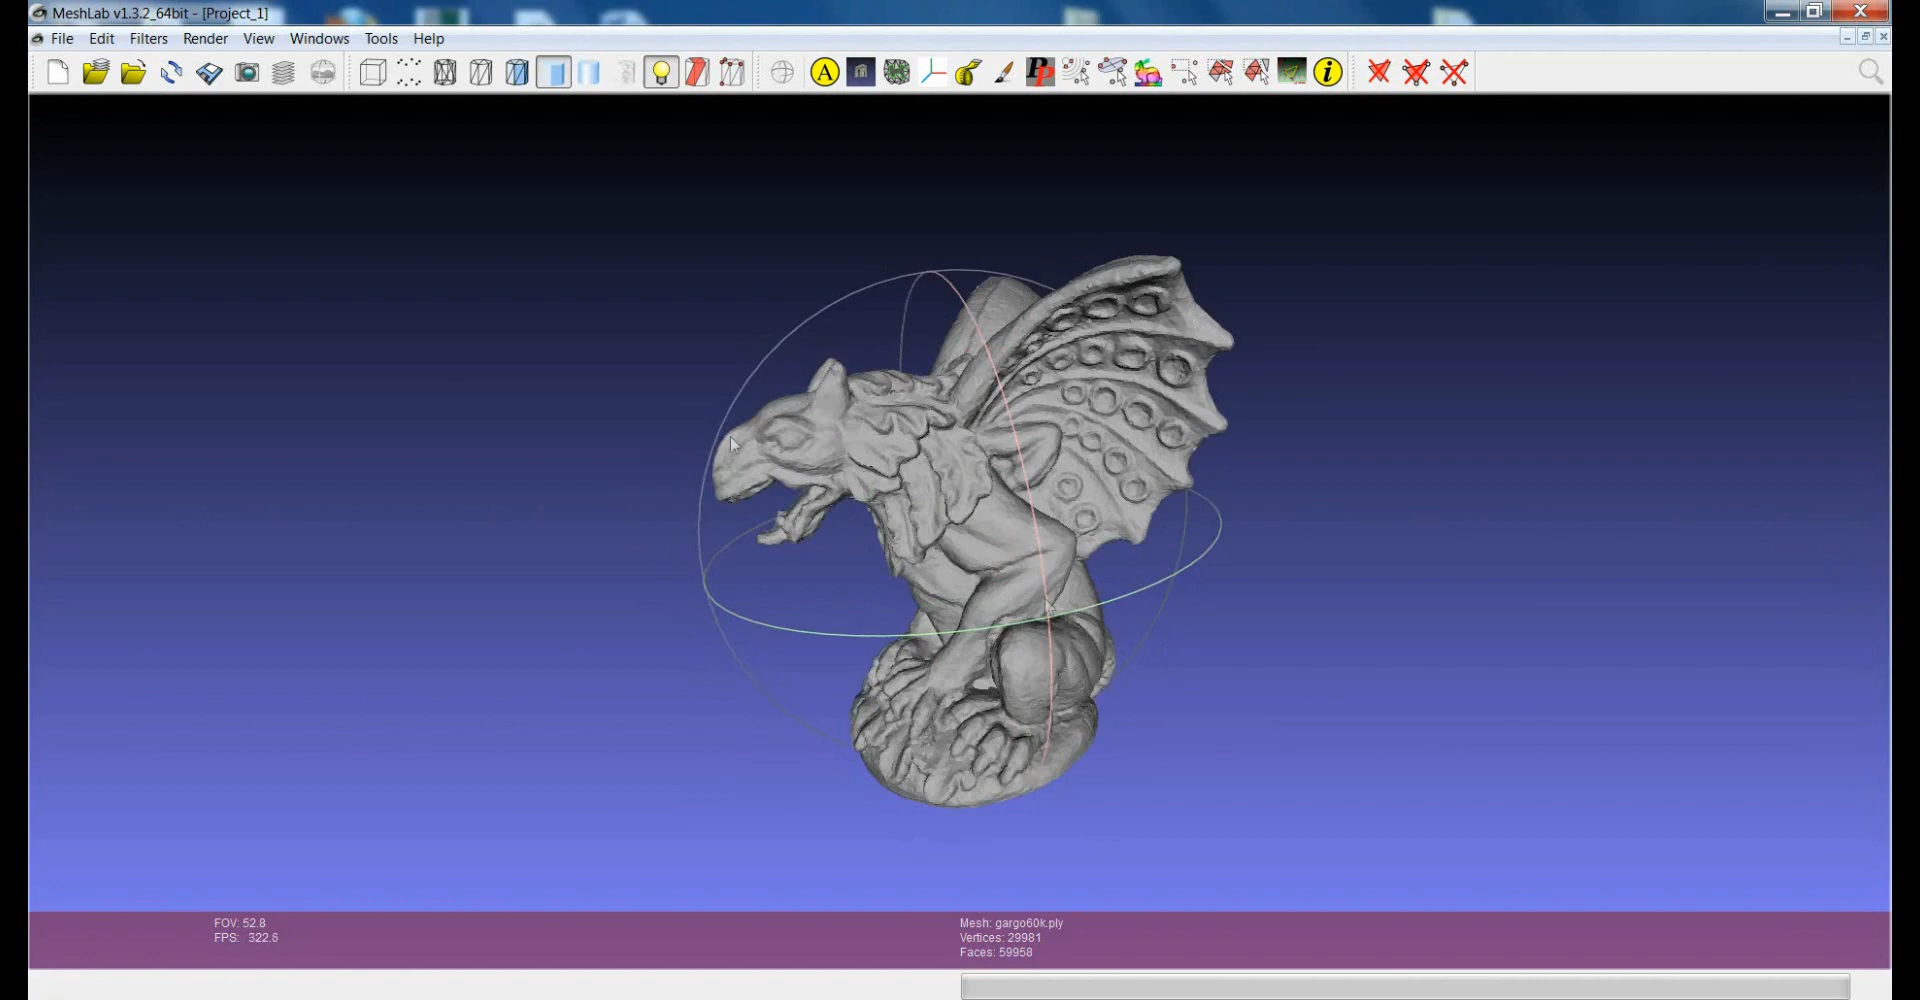 MeshLab v1.3.2_64bit - [Project_1]
File Edit Filters Render View Windows Tools Help
A
PP
i
FOV: 52.8
FPS: 322.6
Mesh: gargo60k.ply
Vertices: 29981
Faces: 59958